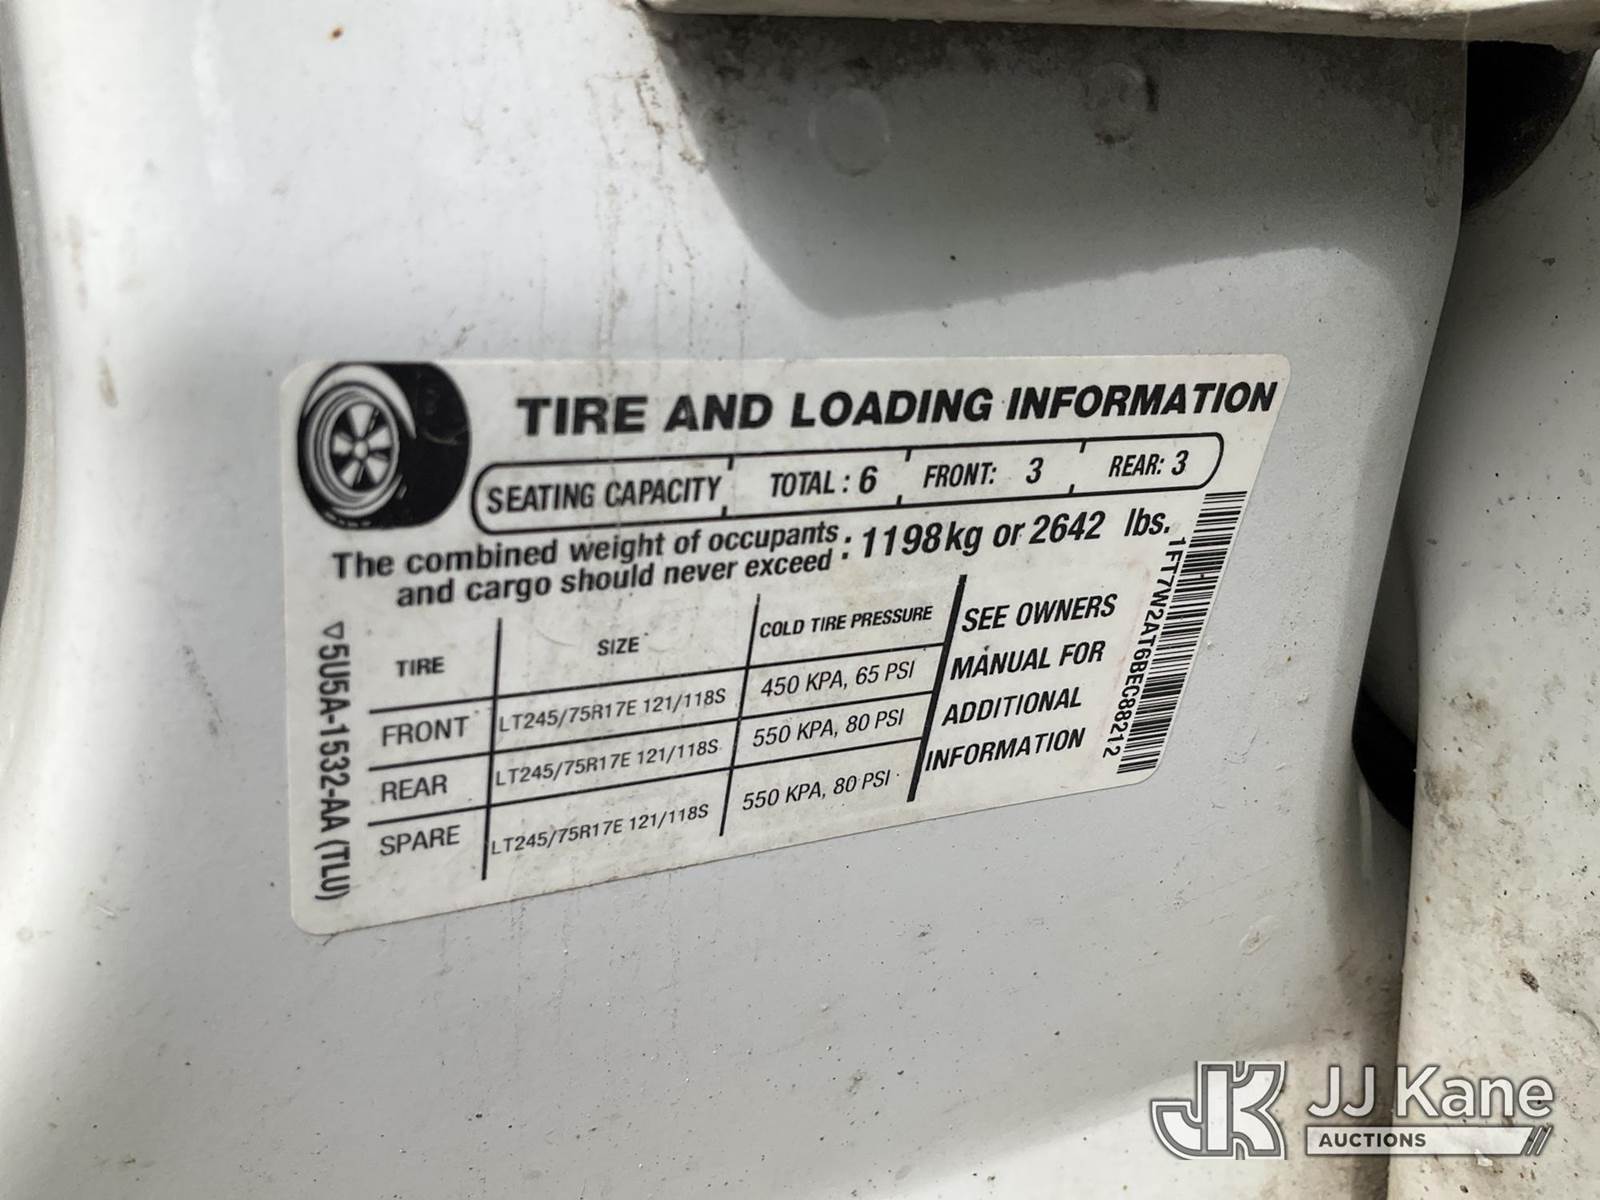 TIRE AND LOADING INFORMATION
SEATING CAPACITY TOTAL : 6 FRONT: 3 REAR: 3
The combined weight of occupants
and cargo should never exceed : 1198kg or 2642 lbs.
TIRE SIZE COLD TIRE PRESSURE
FRONT LT245/75R17E 121/118S 450 KPA, 65 PSI
REAR LT245/75R17E 121/118S 550 KPA, 80 PSI
SPARE LT245/75R17E 121/118S 550 KPA, 80 PSI
SEE OWNERS
MANUAL FOR
ADDITIONAL
INFORMATION
5U5A-1532-AA (TLU)
1FT7W2AT6BEC88212
JK JJ Kane
AUCTIONS